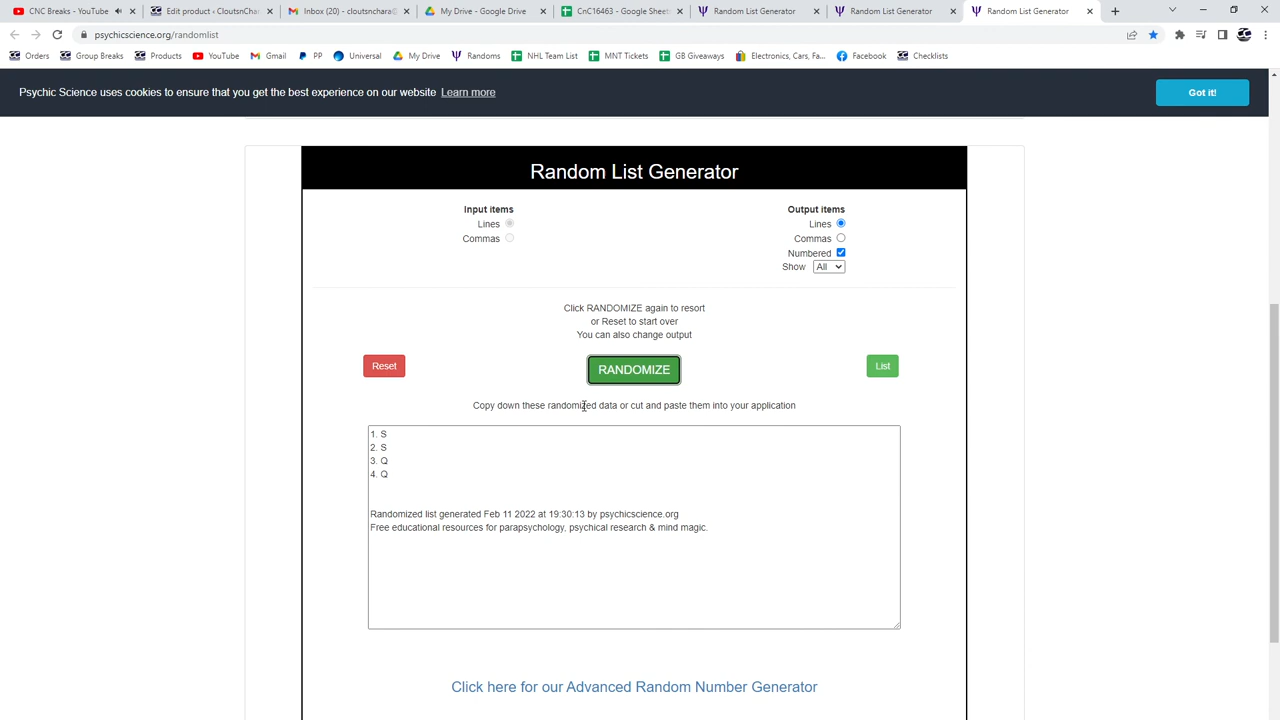 CNC Breaks - YouTube
Edit product - CloutsnChar
Inbox (20) - cloutsnchara@
My Drive - Google Drive
CnC16463 - Google Sheets
Random List Generator
Random List Generator
Random List Generator
psychicscience.org/randomlist
Orders
Group Breaks
Products
YouTube
Gmail
PP
Universal
My Drive
Randoms
NHL Team List
MNT Tickets
GB Giveaways
Electronics, Cars, Fa...
Facebook
Checklists
Psychic Science uses cookies to ensure that you get the best experience on our website Learn more
Got it!
Random List Generator
Input items
Lines
Commas
Output items
Lines
Commas
Numbered
Show All
Click RANDOMIZE again to resort
or Reset to start over
You can also change output
Reset
RANDOMIZE
List
Copy down these randomized data or cut and paste them into your application
1. S
2. S
3. Q
4. Q
Randomized list generated Feb 11 2022 at 19:30:13 by psychicscience.org
Free educational resources for parapsychology, psychical research & mind magic.
Click here for our Advanced Random Number Generator